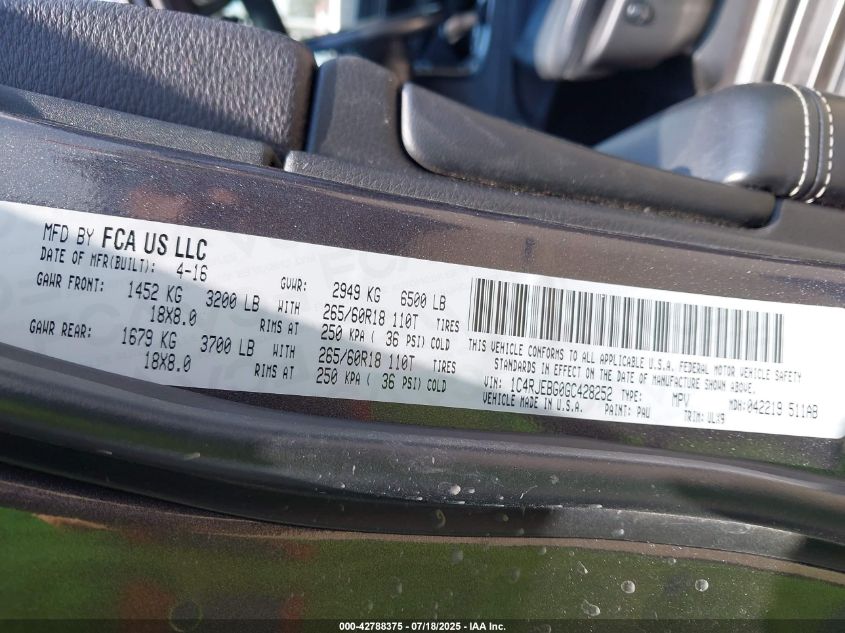 MFD BY FCA US LLC
DATE OF MFR(BUILT): 4-16 GVWR: 2949 KG 6500 LB
GAWR FRONT: 1452 KG 3200 LB WITH 265/60R18 110T TIRES
18X8.0 RIMS AT 250 KPA ( 36 PSI) COLD
GAWR REAR: 1679 KG 3700 LB WITH 265/60R18 110T TIRES
18X8.0 RIMS AT 250 KPA ( 36 PSI) COLD
THIS VEHICLE CONFORMS TO ALL APPLICABLE U.S.A. FEDERAL MOTOR VEHICLE SAFETY
STANDARDS IN EFFECT ON THE DATE OF MANUFACTURE SHOWN ABOVE.
VIN: 1C4RJEBG0GC428252 TYPE: MPV MDH:042218 511AB
VEHICLE MADE IN U.S.A. PAINT: PAU TRIM: VLX9
000-42788375 - 07/18/2025 - IAA Inc.